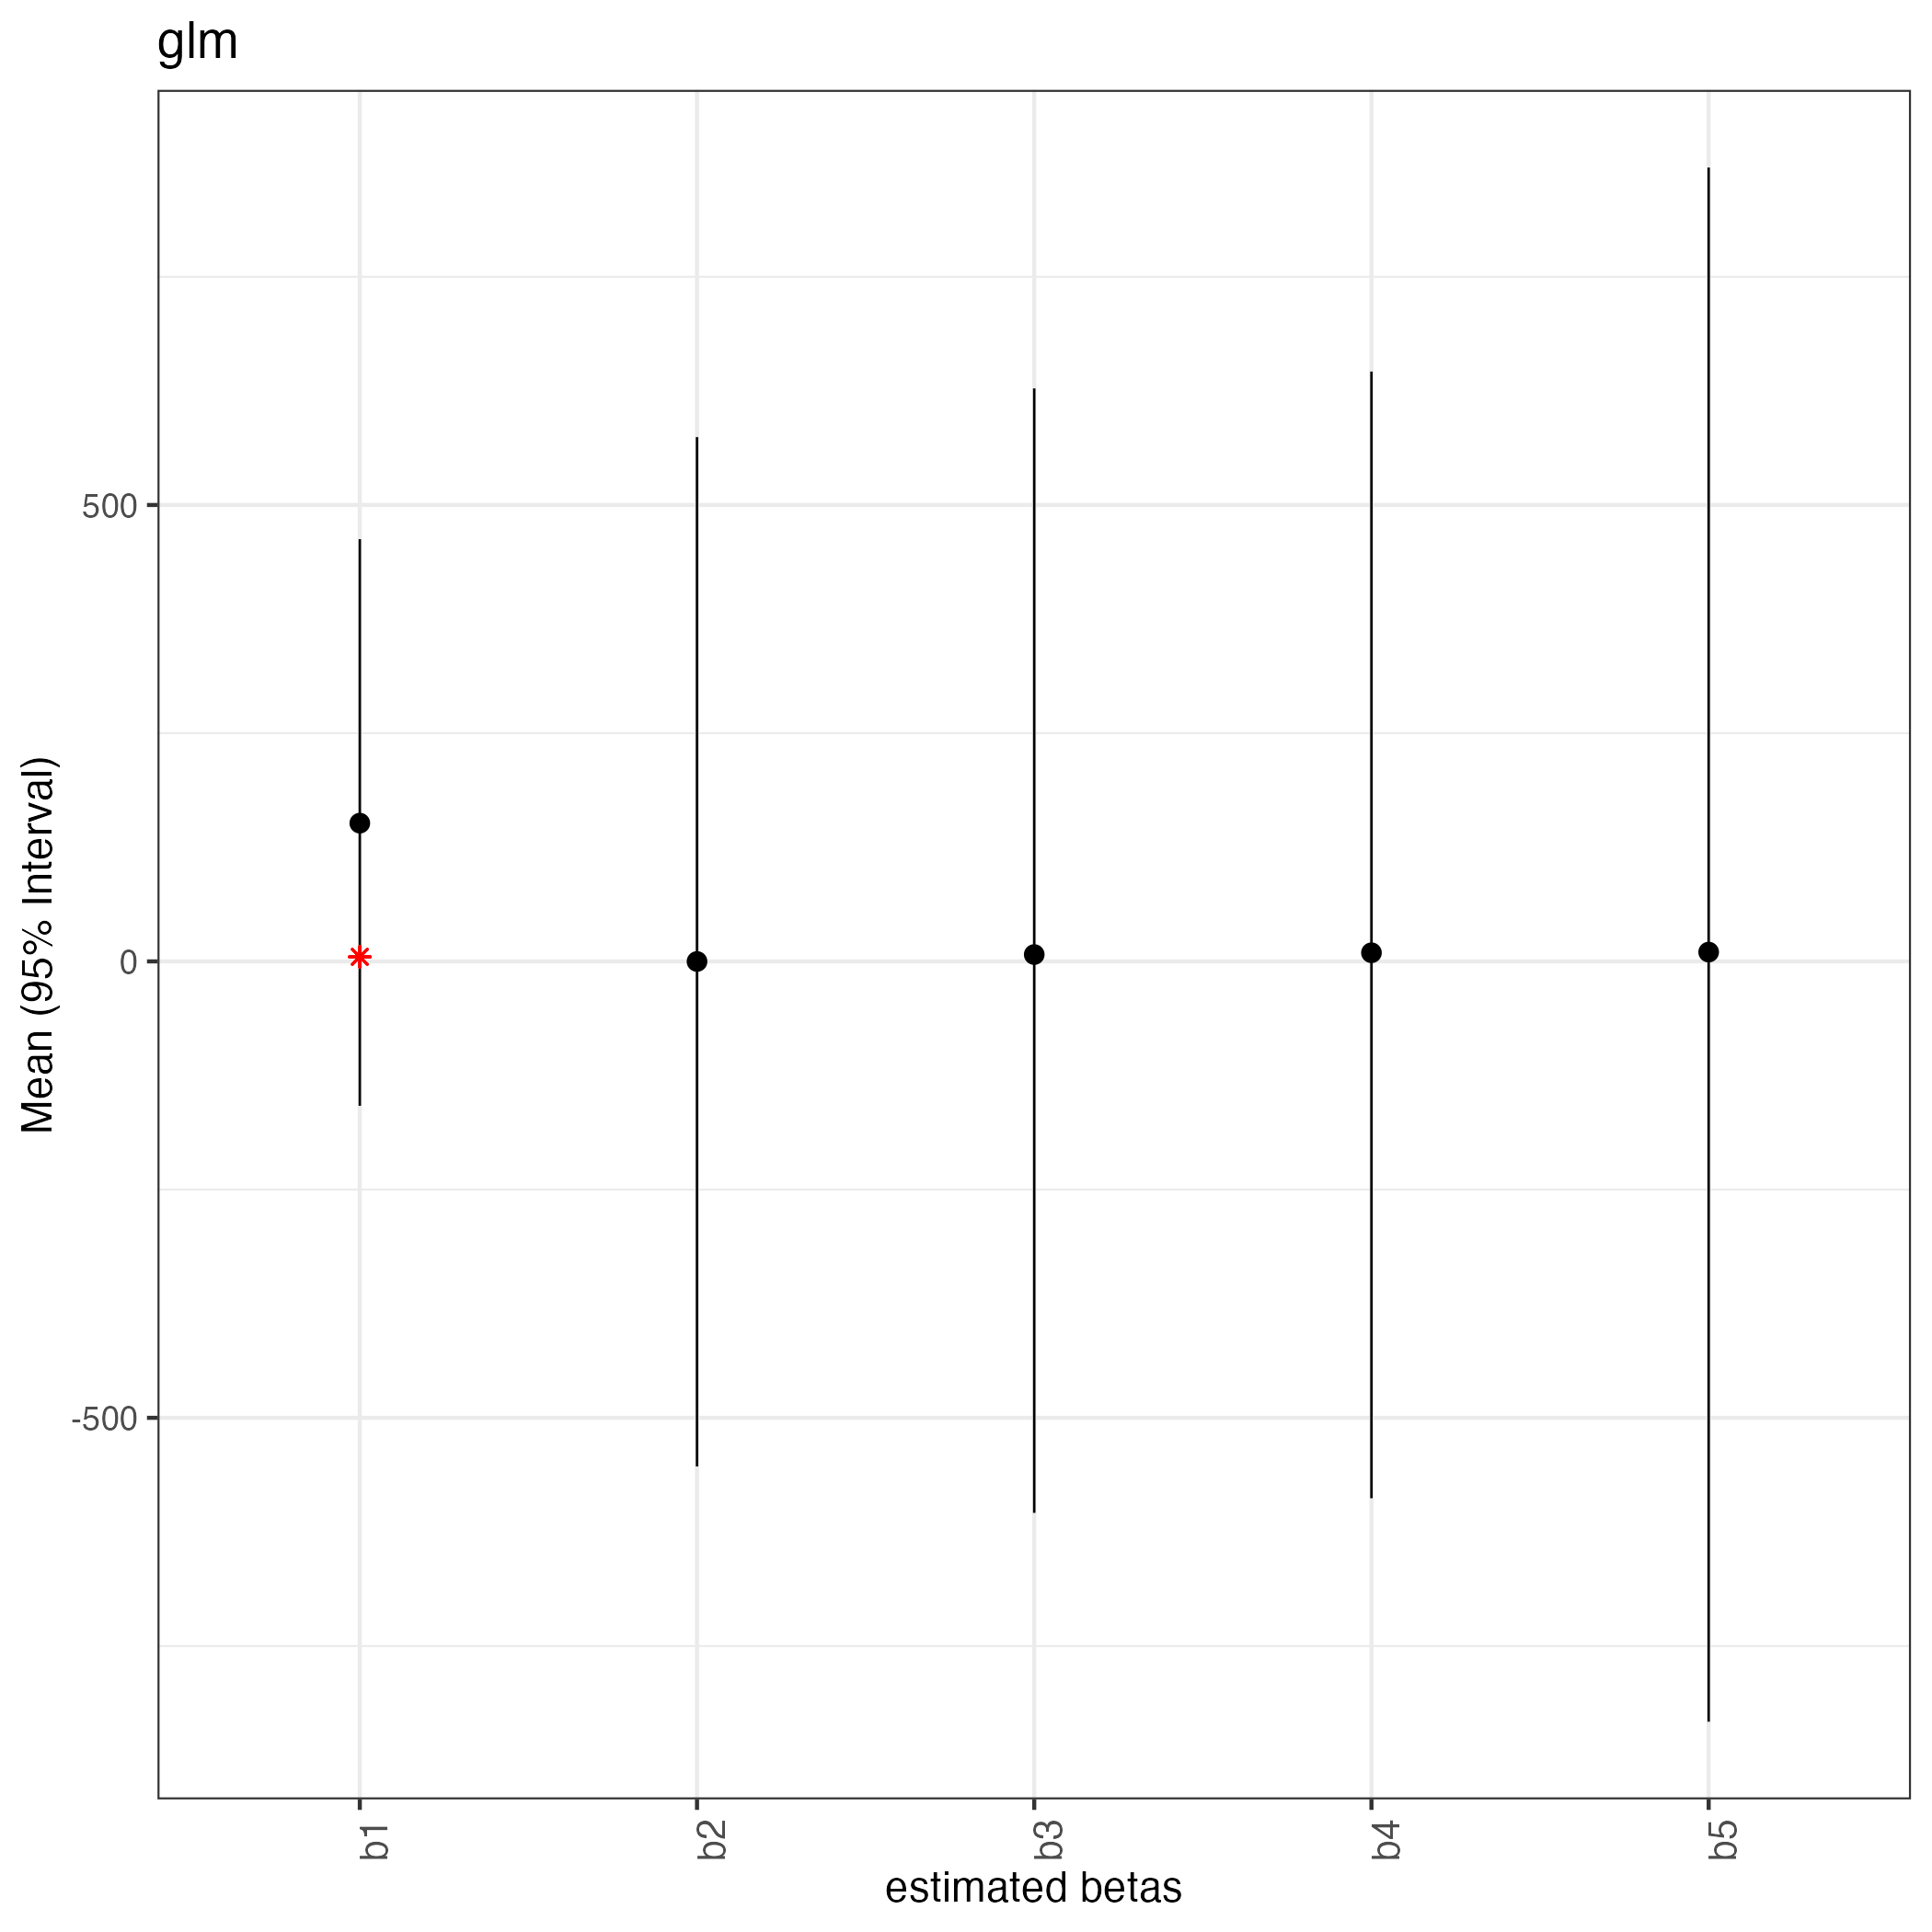 glm
Mean (95% Interval)
500
0
-500
b1
b2
b3
b4
b5
estimated betas